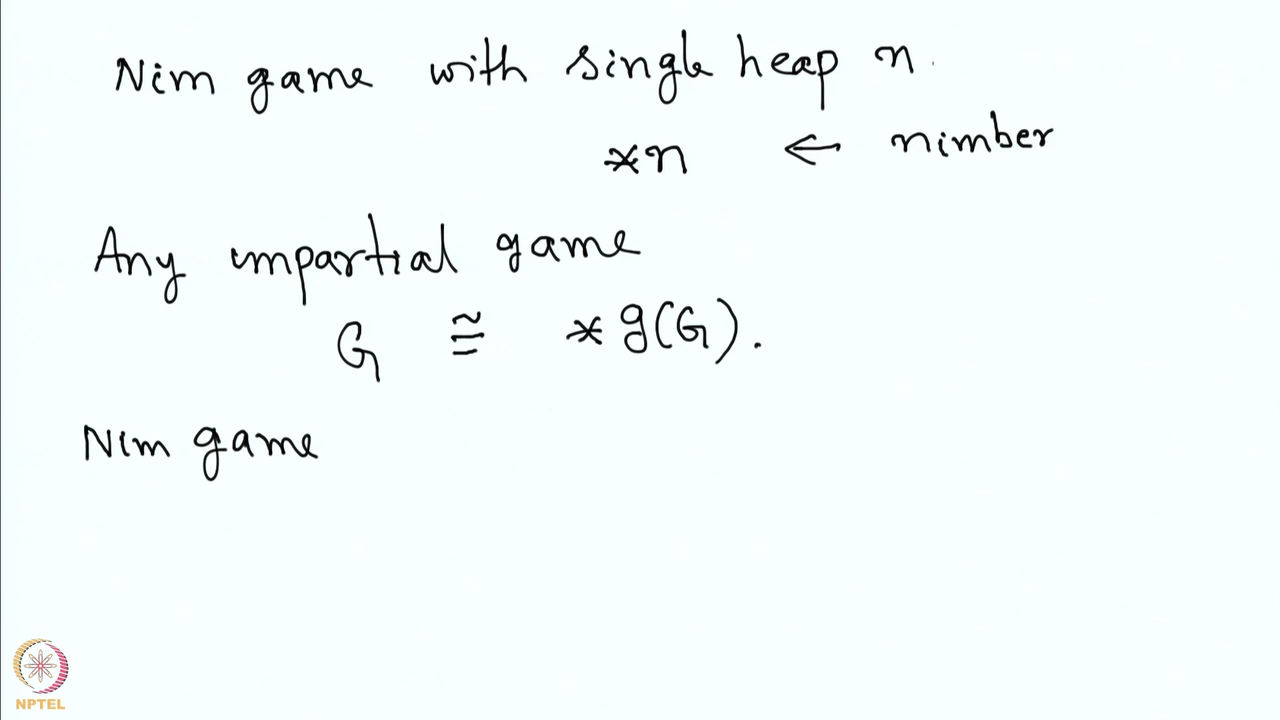 Nim game with single heap n.
*n ← nimber
Any impartial game
G ≅ *g(G).
Nim game
NPTEL